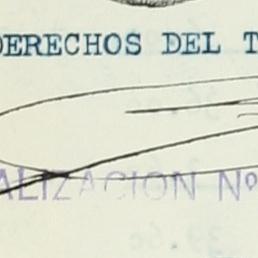 DERECHOS DEL T
ALIZACION Nº